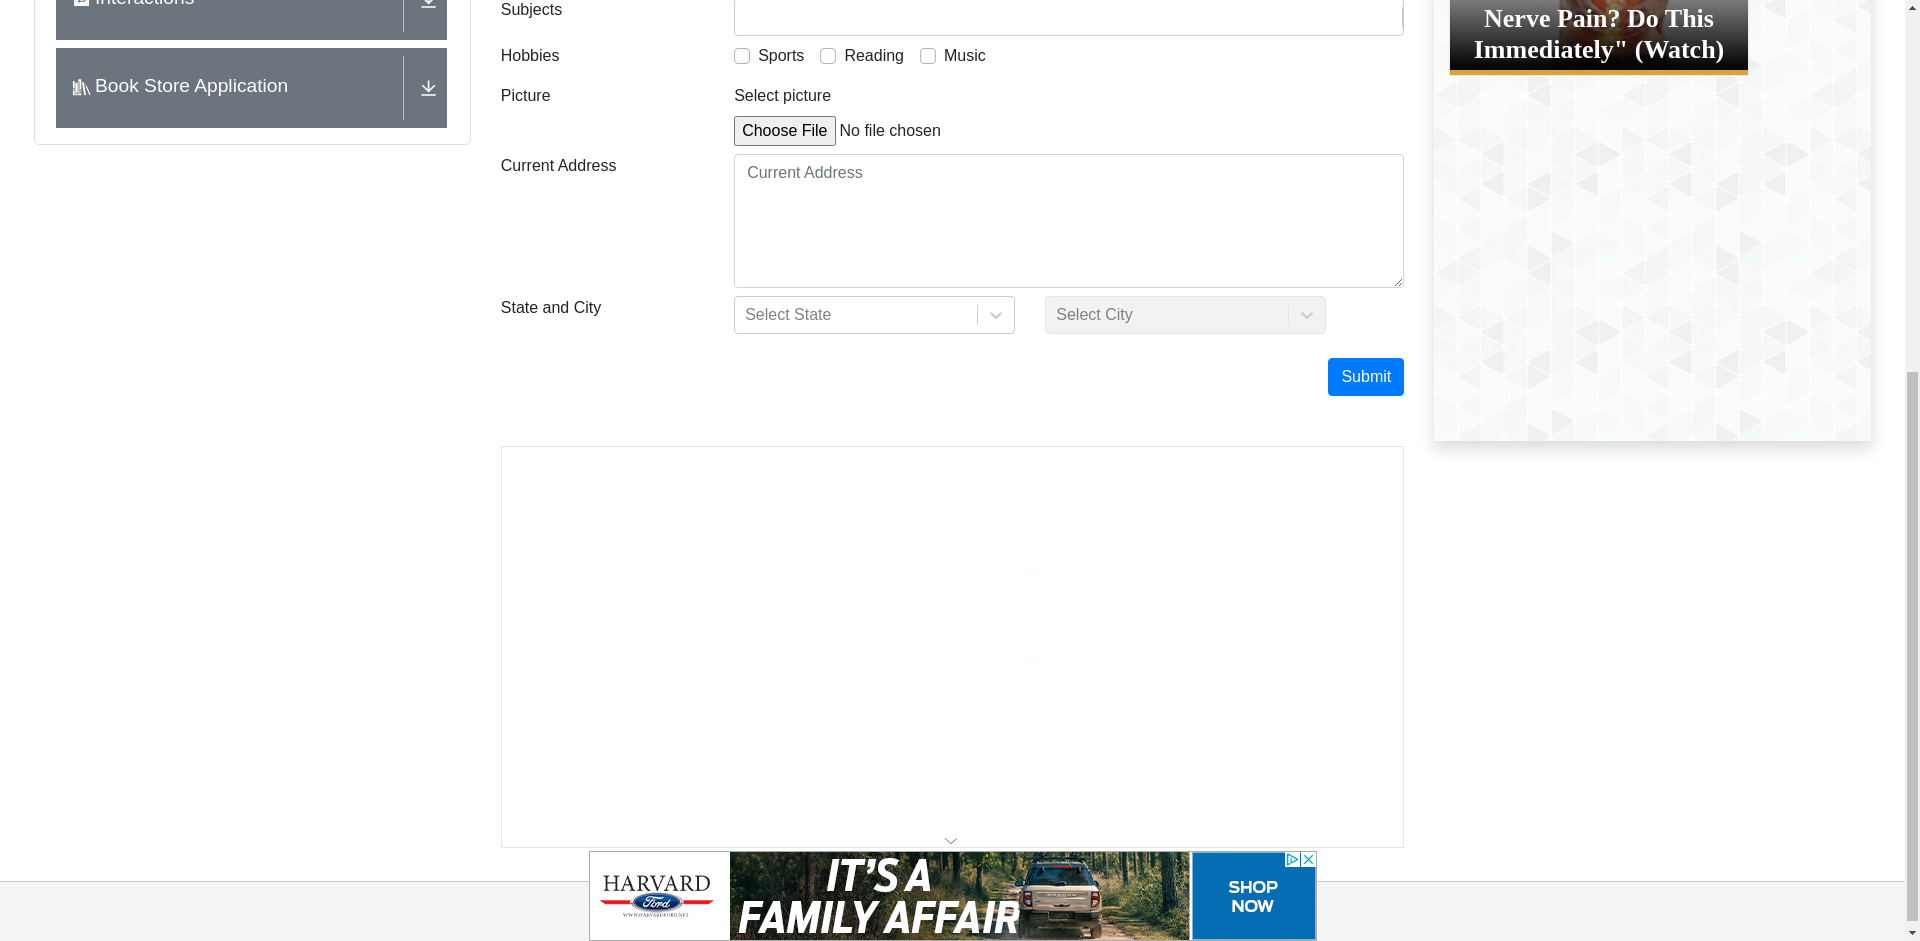 Interactions
Book Store Application
Subjects
Hobbies
Sports
Reading
Music
Picture
Select picture
Choose File No file chosen
Current Address
Current Address
State and City
Select State
Select City
Submit
Nerve Pain? Do This
Immediately" (Watch)
HARVARD
Ford
WWW.HARVARDFORD.NET
IT'S A
FAMILY AFFAIR
SHOP
NOW